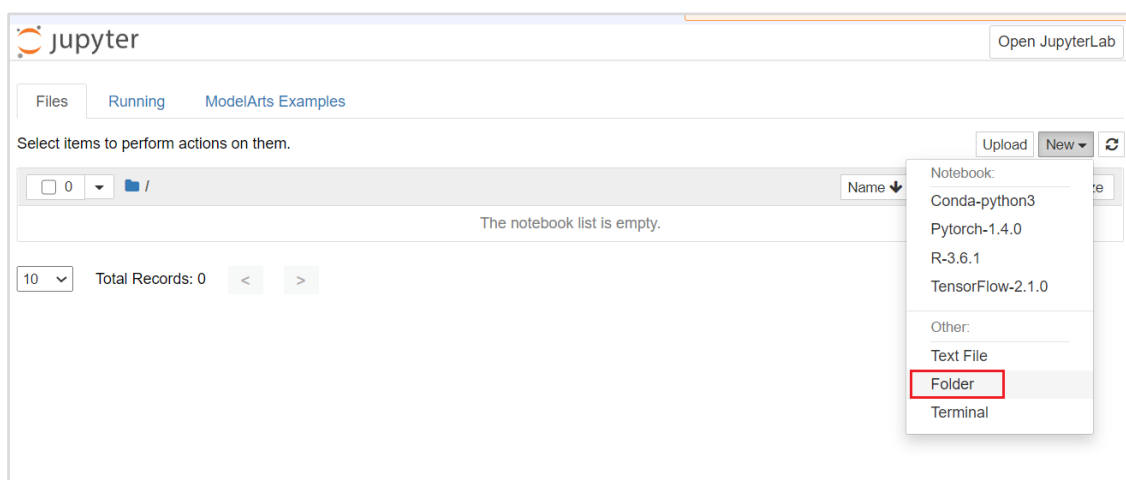 jupyter
Open JupyterLab
Files Running ModelArts Examples
Select items to perform actions on them.
Upload New
0 /
Name
ze
The notebook list is empty.
10 Total Records: 0 < >
Notebook:
Conda-python3
Pytorch-1.4.0
R-3.6.1
TensorFlow-2.1.0
Other:
Text File
Folder
Terminal